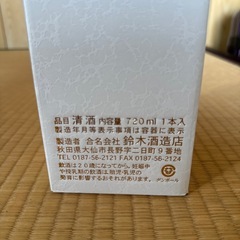 品目 清酒 内容量 720ml 1本入
製造年月等表示事項は容器に表示
製造者 合名会社 鈴木酒造店
秋田県大仙市長野字二日町9番地
TEL 0187-56-2121 FAX 0187-56-2124
飲酒は20歳になってから。妊娠中
や授乳期の飲酒は、胎児・乳児の
発育に影響するおそれがあります。
ダンボール